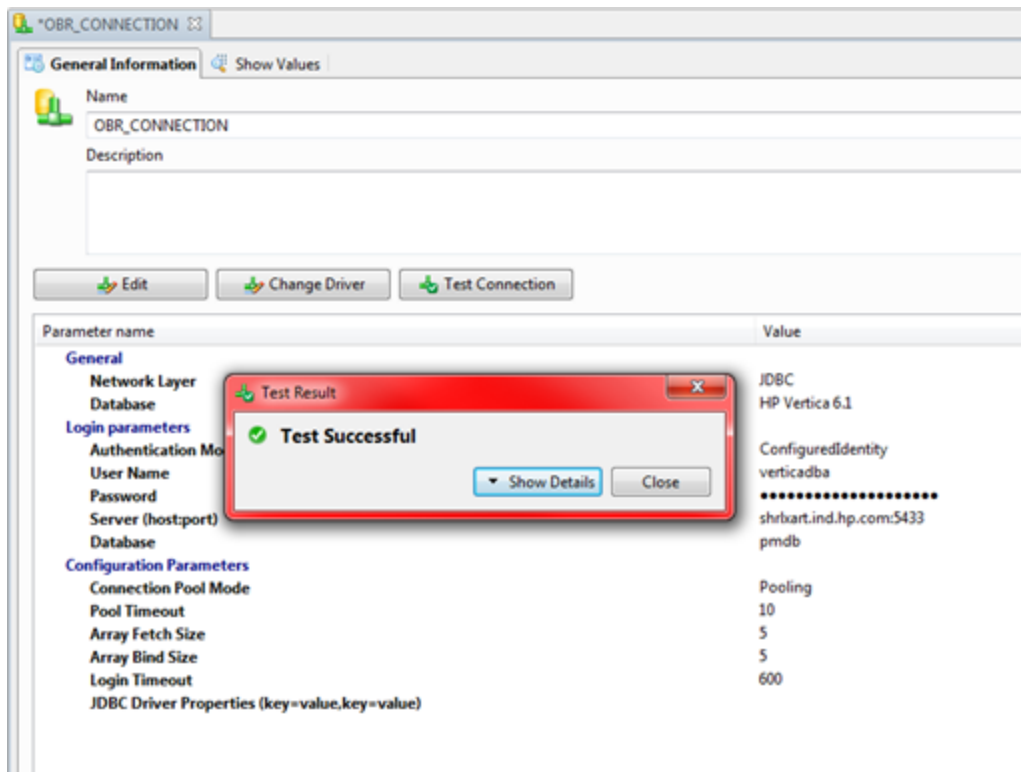 *OBR_CONNECTION
General Information Show Values
Name
OBR_CONNECTION
Description
Edit Change Driver Test Connection
Parameter name Value
General
Network Layer JDBC
Database HP Vertica 6.1
Login parameters
Authentication Mo ConfiguredIdentity
User Name verticadba
Password ••••••••••••••••••••
Server (host:port) shrlxart.ind.hp.com:5433
Database pmdb
Configuration Parameters
Connection Pool Mode Pooling
Pool Timeout 10
Array Fetch Size 5
Array Bind Size 5
Login Timeout 600
JDBC Driver Properties (key=value,key=value)
Test Result
Test Successful
Show Details Close